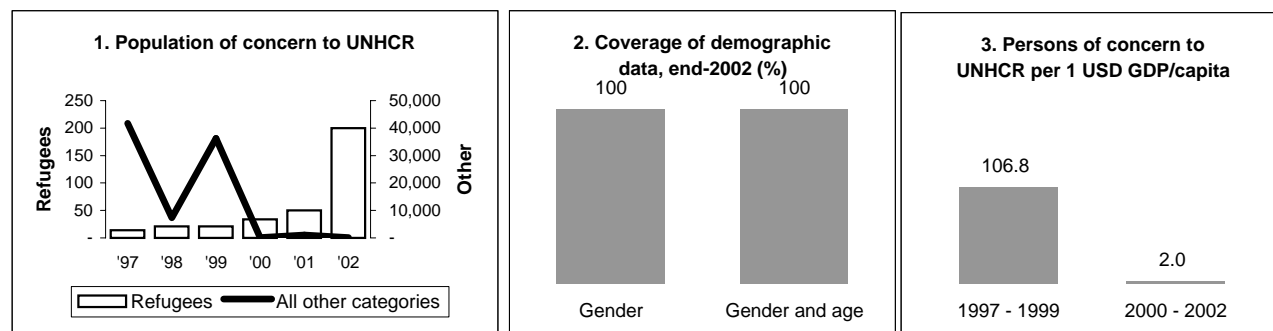 1. Population of concern to UNHCR
250
200
150
100
50
-
Refugees
50,000
40,000
30,000
20,000
10,000
-
Other
'97 '98 '99 '00 '01 '02
Refugees All other categories
2. Coverage of demographic
data, end-2002 (%)
100 100
Gender Gender and age
3. Persons of concern to
UNHCR per 1 USD GDP/capita
106.8
2.0
1997 - 1999 2000 - 2002